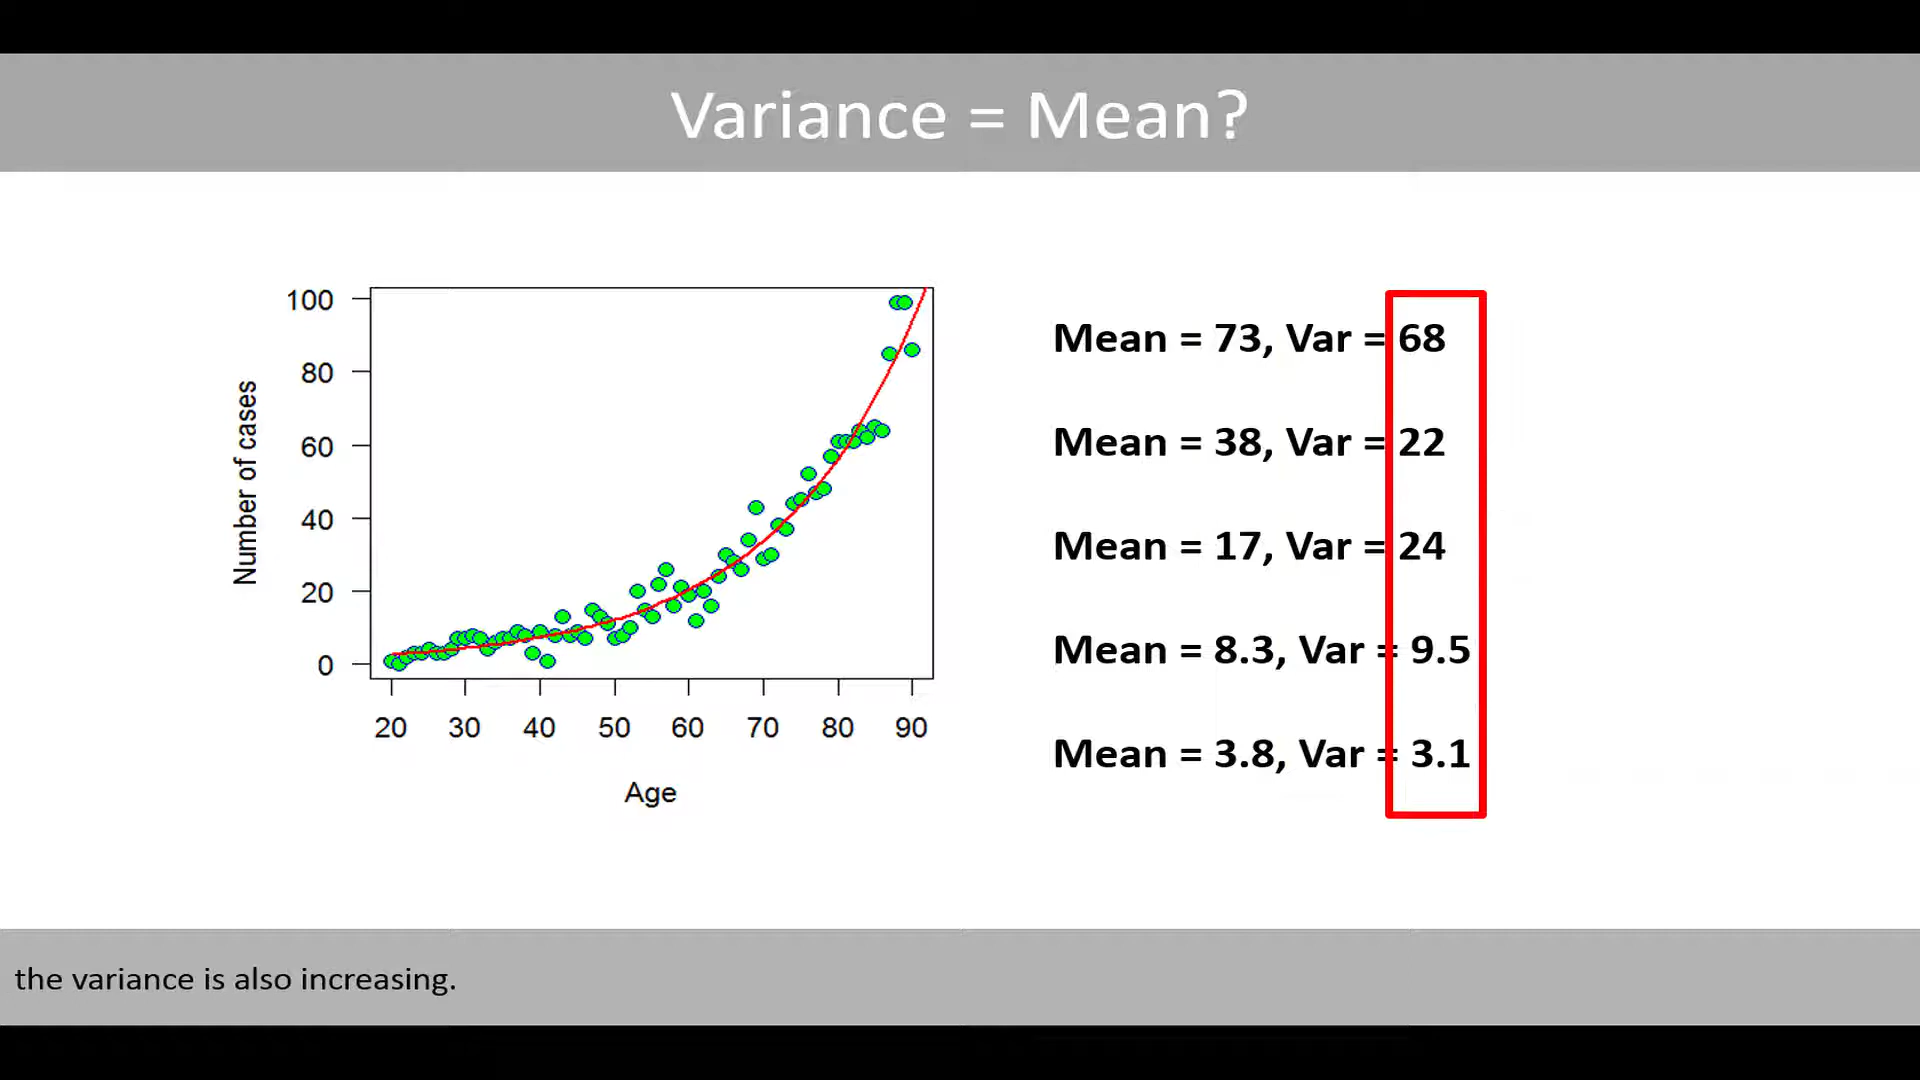 Variance = Mean?
100
80
60
40
20
0
Number of cases
20 30 40 50 60 70 80 90
Age
Mean = 73, Var = 68
Mean = 38, Var = 22
Mean = 17, Var = 24
Mean = 8.3, Var = 9.5
Mean = 3.8, Var = 3.1
the variance is also increasing.